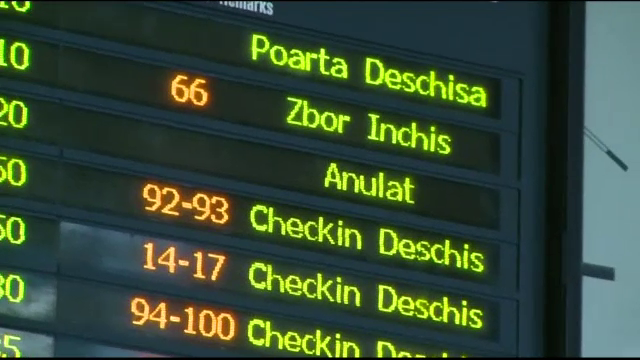 Remarks
10 Poarta Deschisa
66 Zbor Inchis
20 Anulat
50 92-93 Checkin Deschis
50 14-17 Checkin Deschis
30 94-100 Checkin Deschis